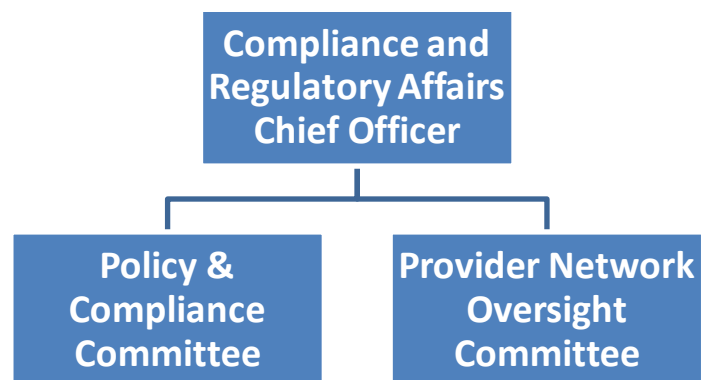 Compliance and
Regulatory Affairs
Chief Officer
Policy &
Compliance
Committee
Provider Network
Oversight
Committee